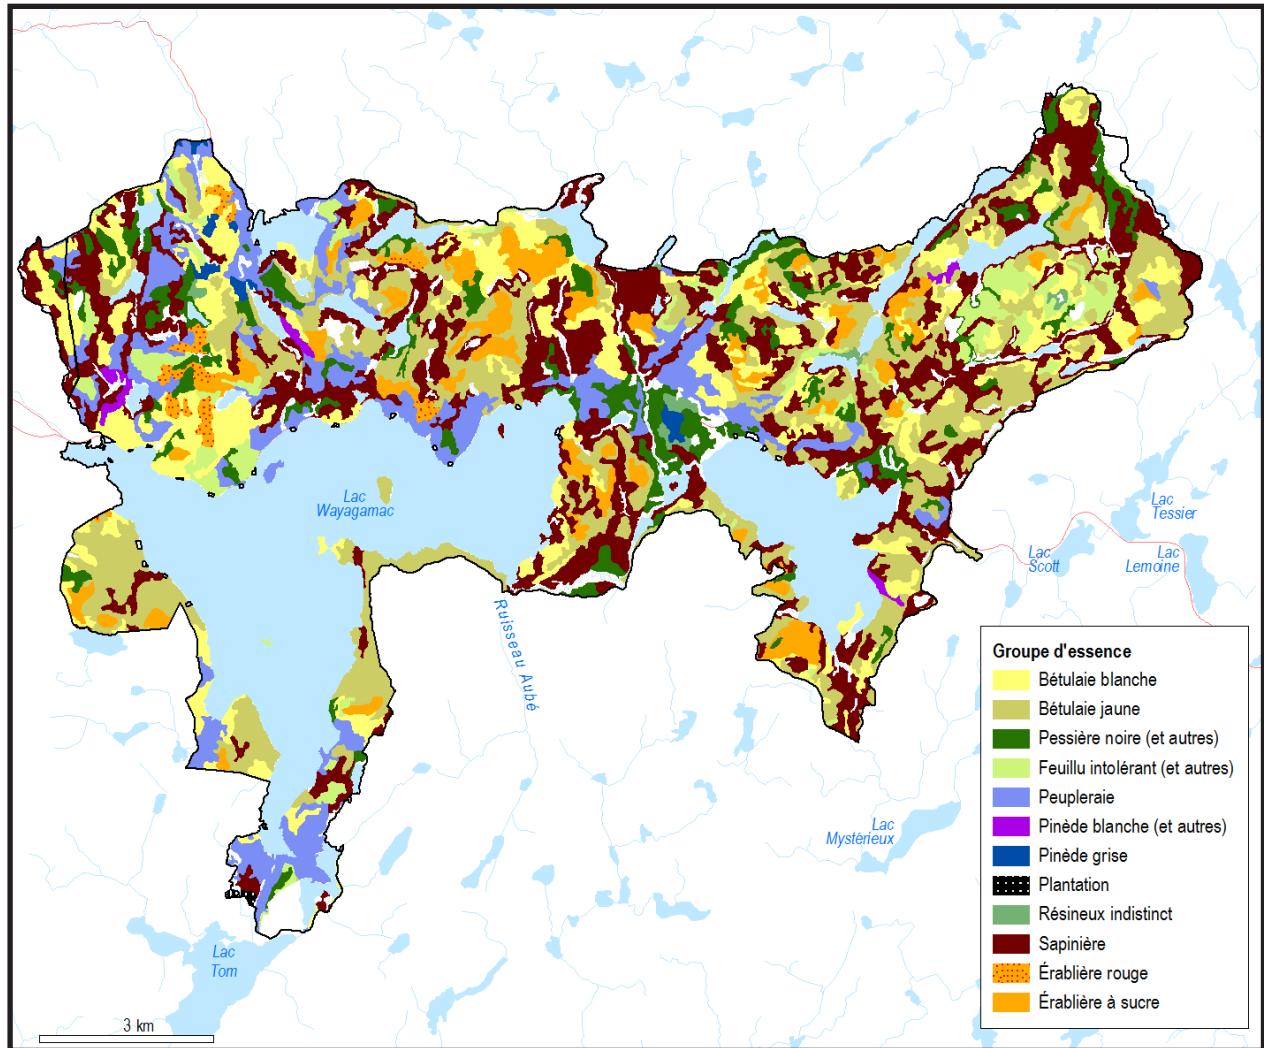 Lac
Wayagamac
Ruisseau Aubé
Lac
Tessier
Lac
Scott
Lac
Lemoine
Lac
Mystérieux
Lac
Tom
3 km
Groupe d'essence
Bétulaie blanche
Bétulaie jaune
Pessière noire (et autres)
Feuillu intolérant (et autres)
Peupleraie
Pinède blanche (et autres)
Pinède grise
Plantation
Résineux indistinct
Sapinière
Érablière rouge
Érablière à sucre